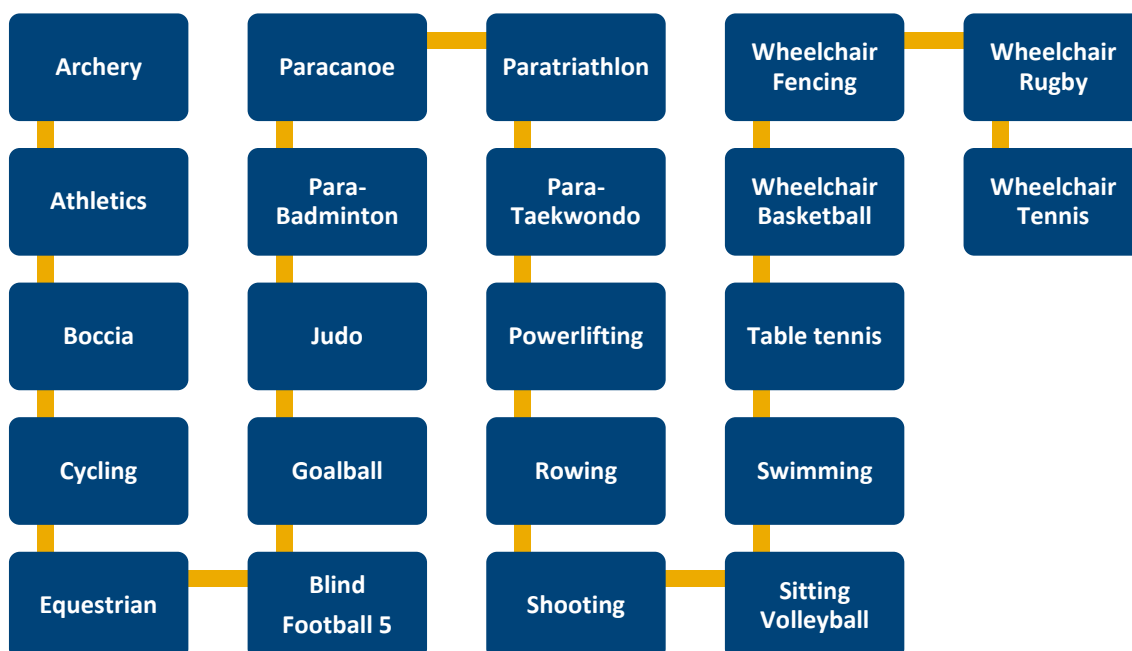 Archery
Athletics
Boccia
Cycling
Equestrian
Blind
Football 5
Goalball
Judo
Para-
Badminton
Paracanoe
Paratriathlon
Para-
Taekwondo
Powerlifting
Rowing
Shooting
Sitting
Volleyball
Swimming
Table tennis
Wheelchair
Basketball
Wheelchair
Fencing
Wheelchair
Rugby
Wheelchair
Tennis